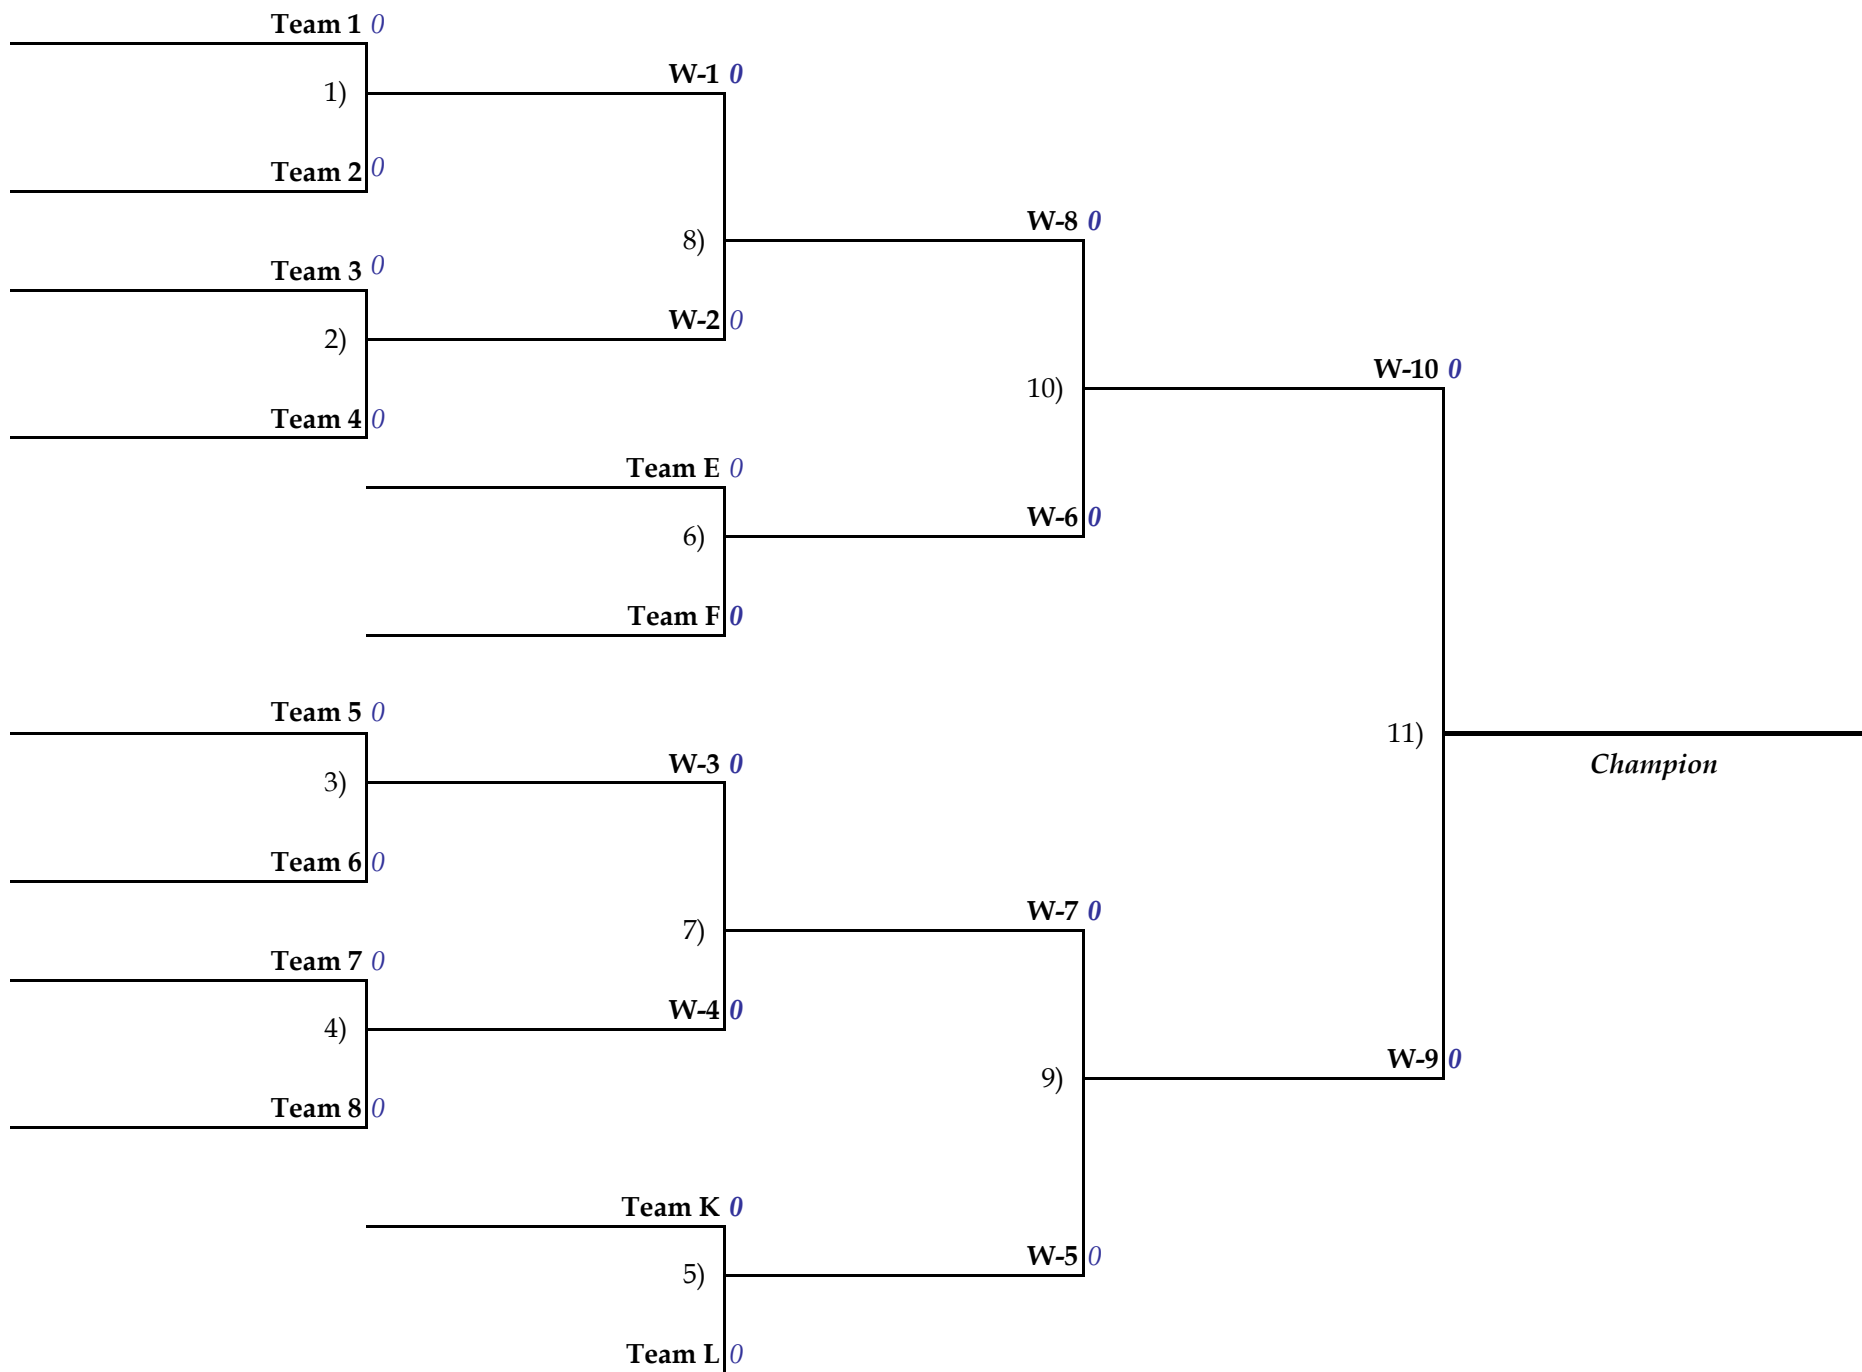 Team 1 0
W-1 0
1)
Team 2 0
W-8 0
8)
Team 3 0
W-2 0
2)
W-10 0
10)
Team 4 0
Team E 0
W-6 0
6)
Team F 0
Team 5 0
11)
W-3 0
Champion
3)
Team 6 0
W-7 0
7)
Team 7 0
W-4 0
4)
W-9 0
9)
Team 8 0
Team K 0
W-5 0
5)
Team L 0